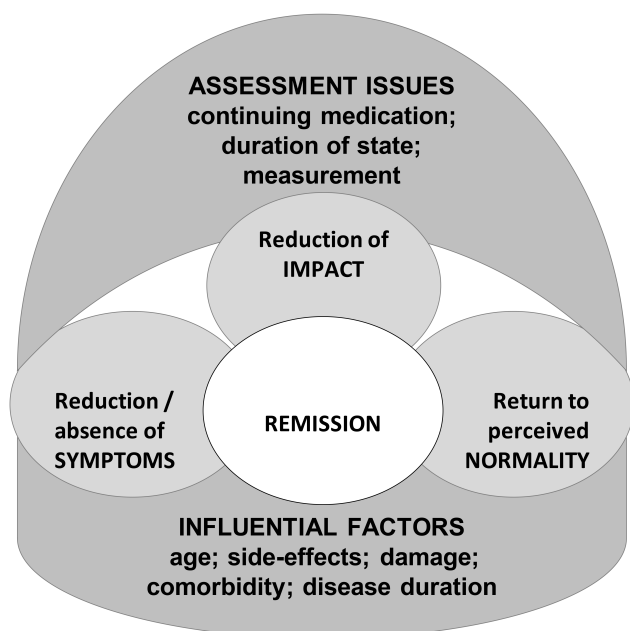 ASSESSMENT ISSUES
continuing medication;
duration of state;
measurement
Reduction of
IMPACT
Reduction /
absence of
SYMPTOMS
REMISSION
Return to
perceived
NORMALITY
INFLUENTIAL FACTORS
age; side-effects; damage;
comorbidity; disease duration